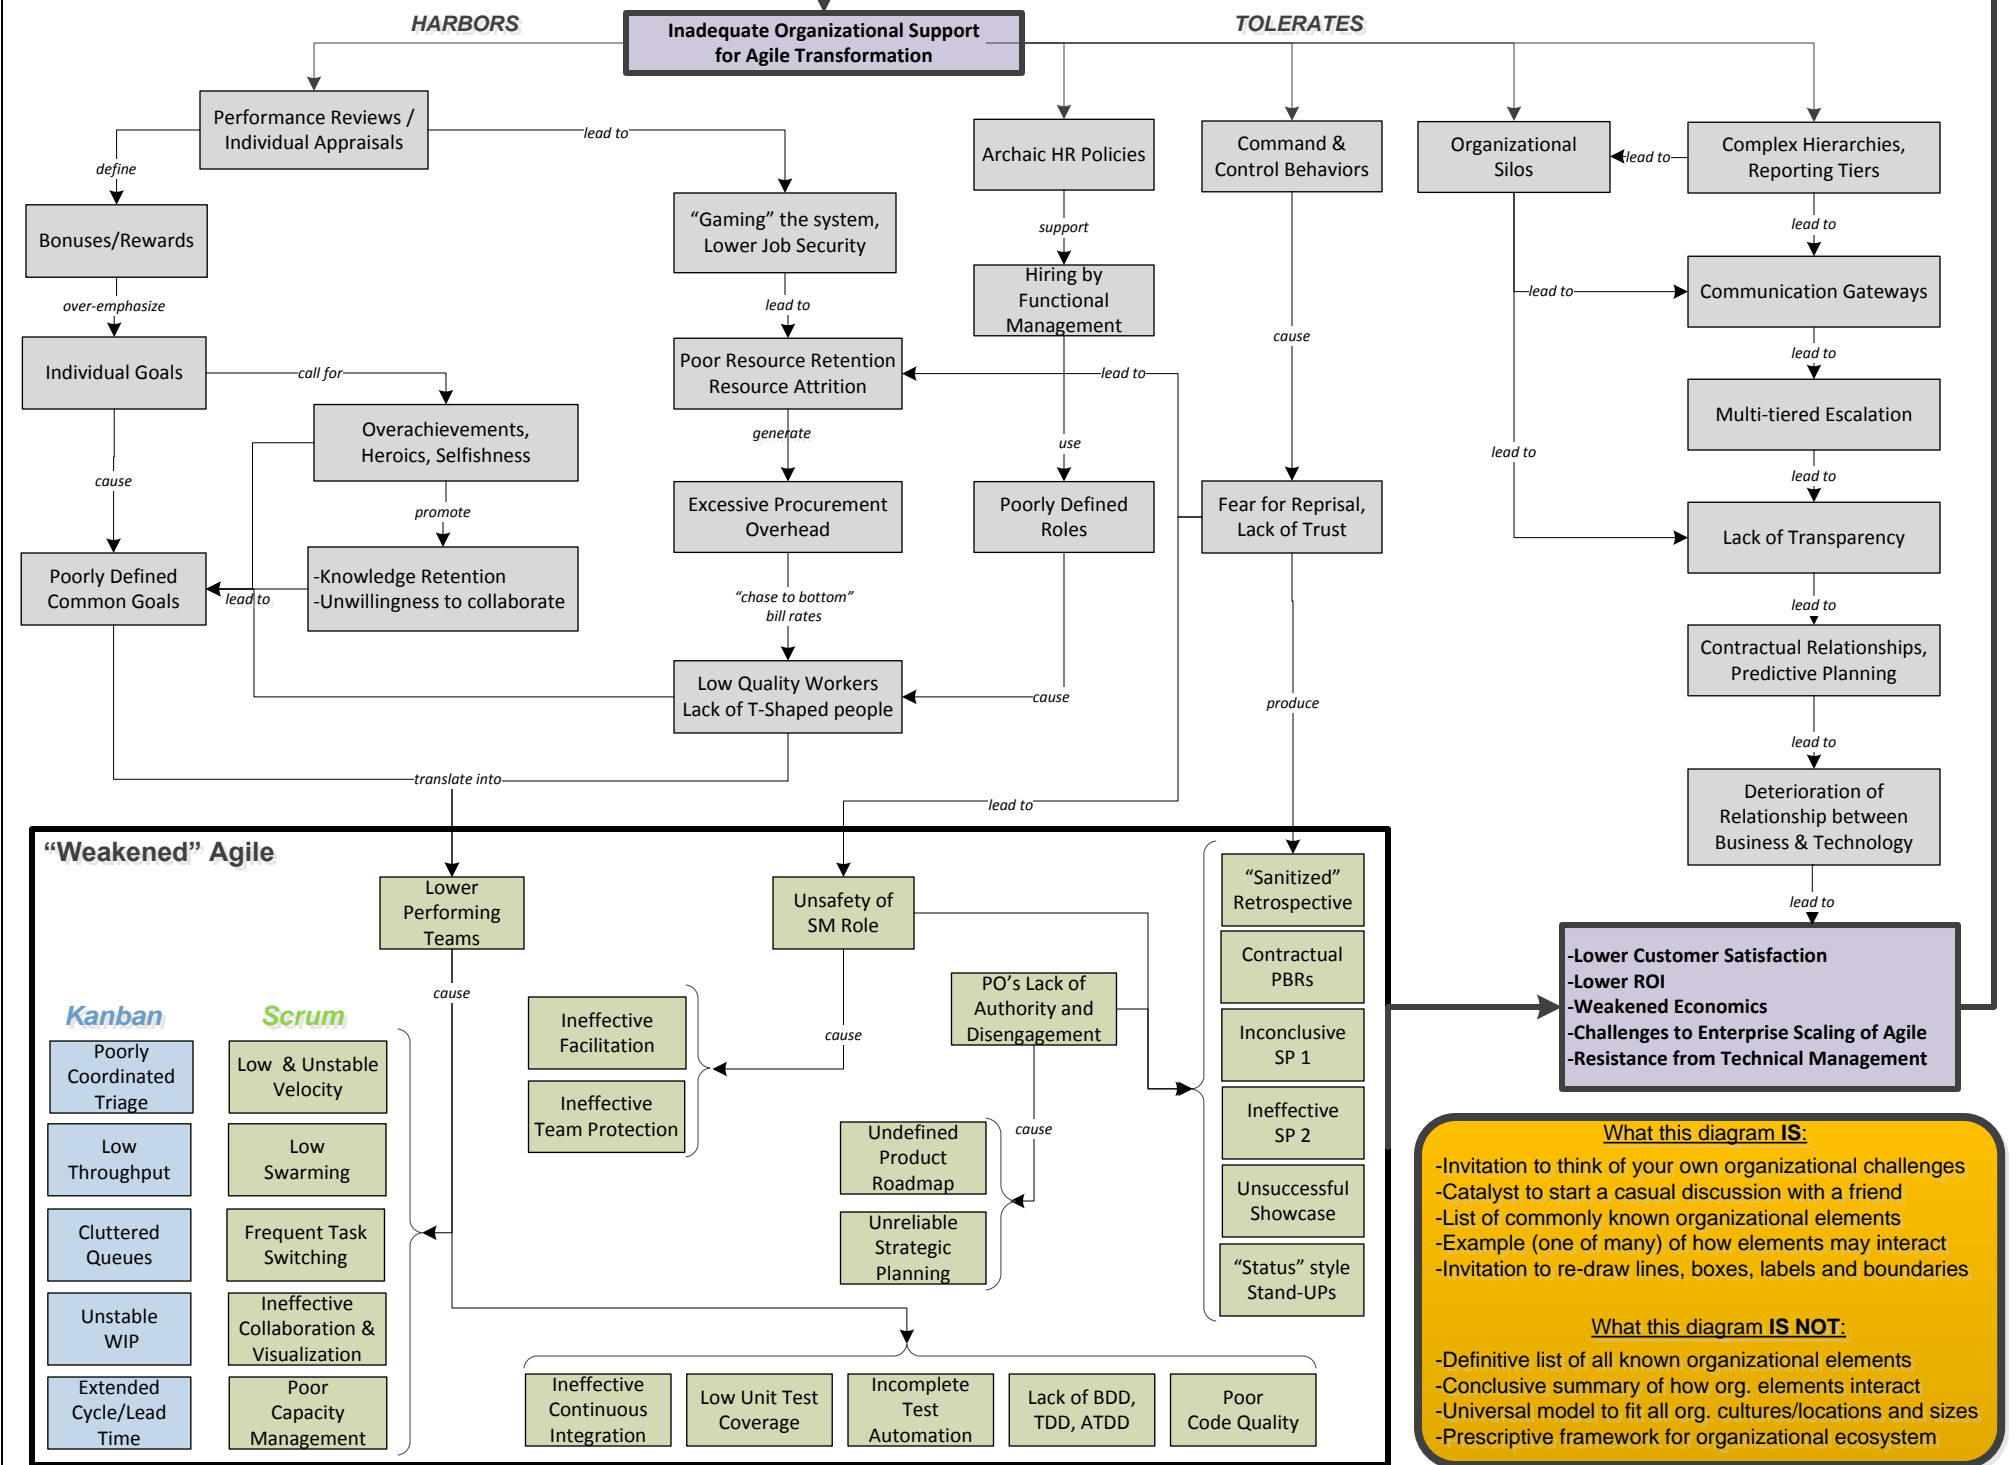 HARBORS
Inadequate Organizational Support
for Agile Transformation
TOLERATES
Performance Reviews /
Individual Appraisals
lead to
define
Archaic HR Policies
Command &
Control Behaviors
Organizational
Silos
lead to
Complex Hierarchies,
Reporting Tiers
Bonuses/Rewards
“Gaming” the system,
Lower Job Security
support
lead to
over-emphasize
lead to
Hiring by
Functional
Management
cause
lead to
Communication Gateways
lead to
Individual Goals
call for
Poor Resource Retention
Resource Attrition
lead to
Overachievements,
Heroics, Selfishness
generate
use
lead to
Multi-tiered Escalation
lead to
cause
promote
Excessive Procurement
Overhead
Poorly Defined
Roles
Fear for Reprisal,
Lack of Trust
Lack of Transparency
lead to
Poorly Defined
Common Goals
lead to
-Knowledge Retention
-Unwillingness to collaborate
“chase to bottom”
bill rates
Low Quality Workers
Lack of T-Shaped people
cause
produce
Contractual Relationships,
Predictive Planning
lead to
translate into
lead to
Deterioration of
Relationship between
Business & Technology
lead to
“Weakened” Agile
Lower
Performing
Teams
cause
Unsafety of
SM Role
cause
PO’s Lack of
Authority and
Disengagement
cause
“Sanitized”
Retrospective
Contractual
PBRs
Inconclusive
SP 1
Ineffective
SP 2
Unsuccessful
Showcase
“Status” style
Stand-UPs
Kanban
Poorly
Coordinated
Triage
Low
Throughput
Cluttered
Queues
Unstable
WIP
Extended
Cycle/Lead
Time
Scrum
Low & Unstable
Velocity
Low
Swarming
Frequent Task
Switching
Ineffective
Collaboration &
Visualization
Poor
Capacity
Management
Ineffective
Facilitation
Ineffective
Team Protection
Undefined
Product
Roadmap
Unreliable
Strategic
Planning
Ineffective
Continuous
Integration
Low Unit Test
Coverage
Incomplete
Test
Automation
Lack of BDD,
TDD, ATDD
Poor
Code Quality
-Lower Customer Satisfaction
-Lower ROI
-Weakened Economics
-Challenges to Enterprise Scaling of Agile
-Resistance from Technical Management
What this diagram IS:
-Invitation to think of your own organizational challenges
-Catalyst to start a casual discussion with a friend
-List of commonly known organizational elements
-Example (one of many) of how elements may interact
-Invitation to re-draw lines, boxes, labels and boundaries
What this diagram IS NOT:
-Definitive list of all known organizational elements
-Conclusive summary of how org. elements interact
-Universal model to fit all org. cultures/locations and sizes
-Prescriptive framework for organizational ecosystem